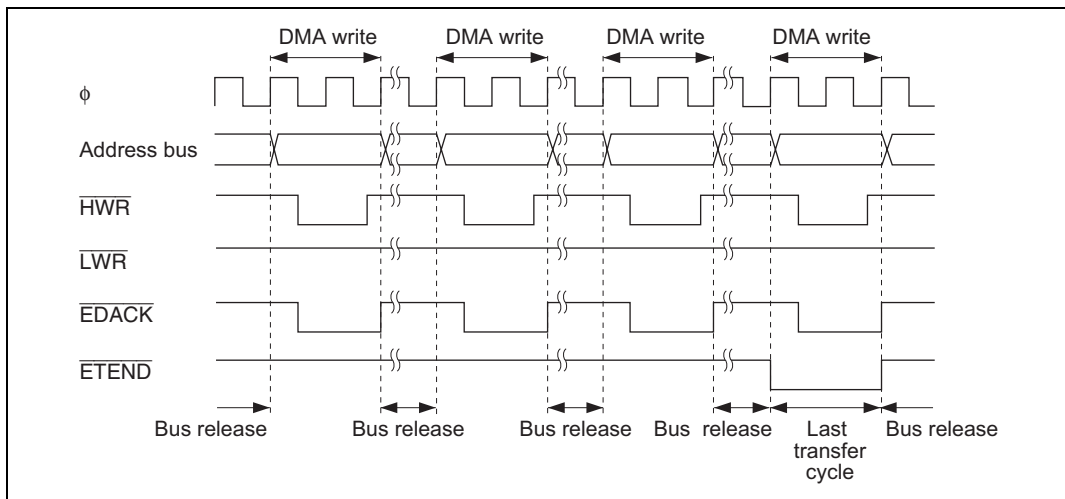 DMA write DMA write DMA write DMA write
φ
Address bus
HWR
LWR
EDACK
ETEND
Bus release Bus release Bus release Bus release Last transfer cycle Bus release